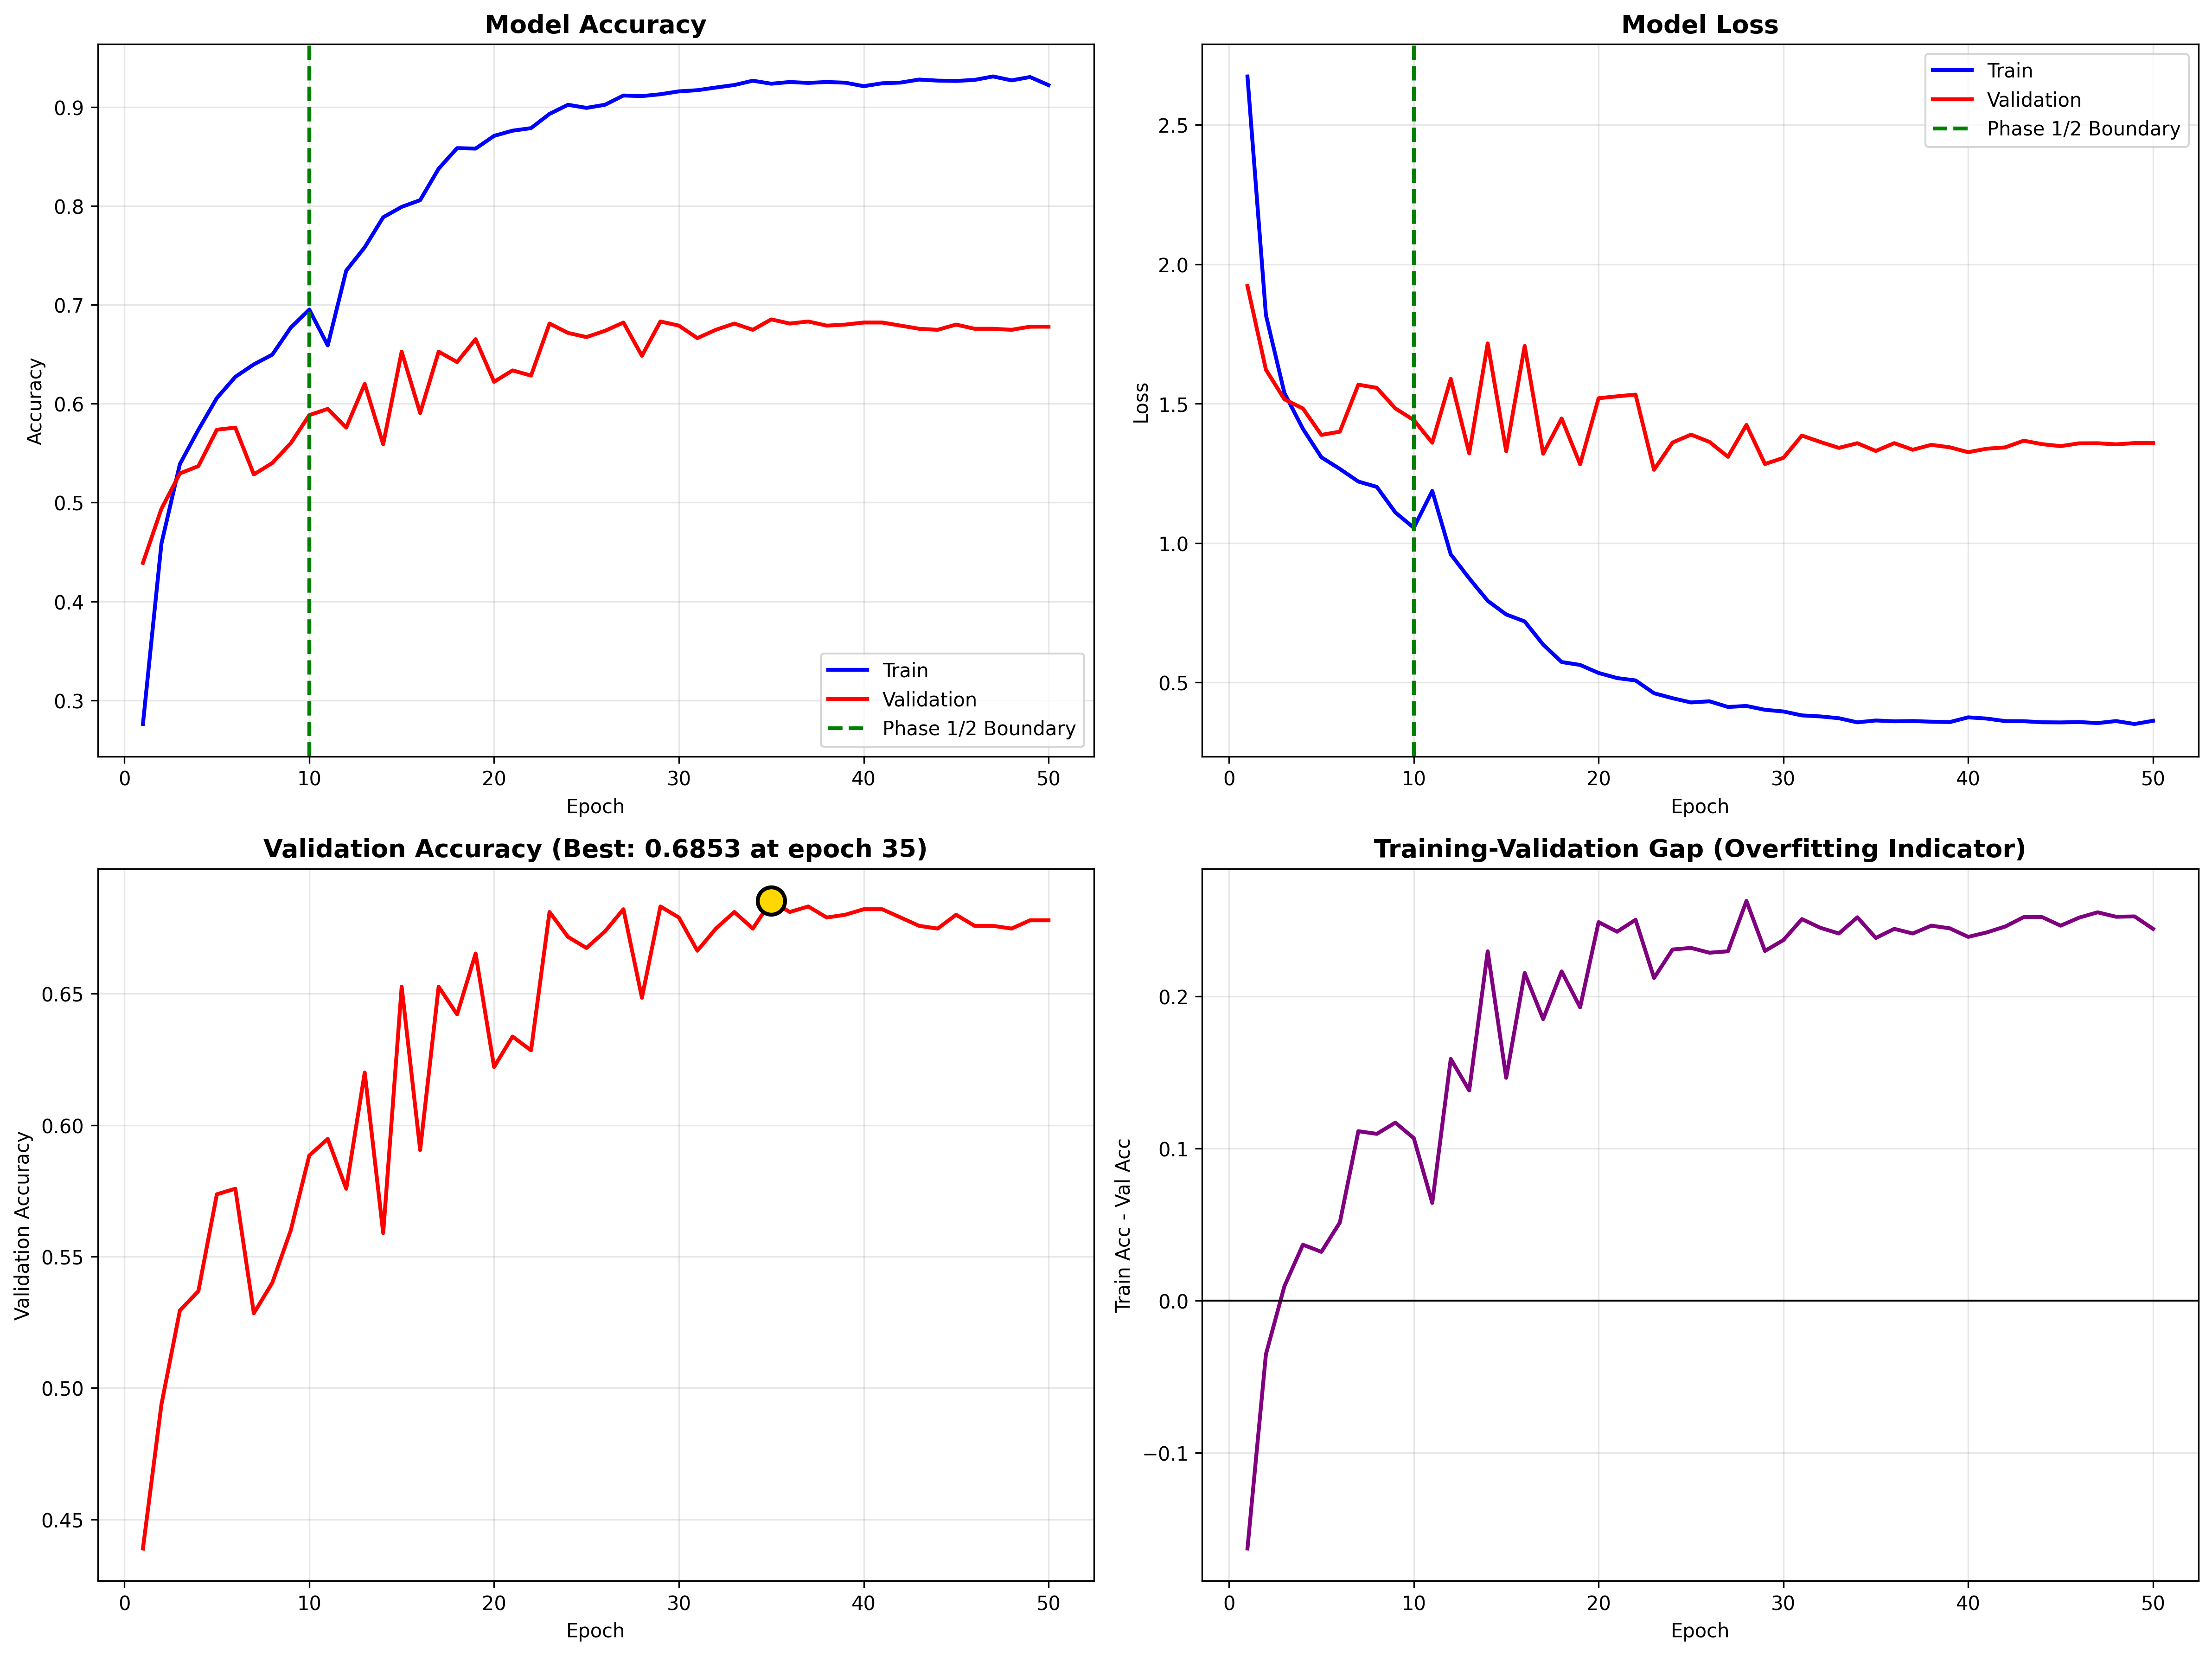 Model Accuracy
Accuracy
0.9
0.8
0.7
0.6
0.5
0.4
0.3
Train
Validation
Phase 1/2 Boundary
0 10 20 30 40 50
Epoch
Model Loss
Loss
2.5
2.0
1.5
1.0
0.5
Train
Validation
Phase 1/2 Boundary
0 10 20 30 40 50
Epoch
Validation Accuracy (Best: 0.6853 at epoch 35)
Validation Accuracy
0.65
0.60
0.55
0.50
0.45
0 10 20 30 40 50
Epoch
Training-Validation Gap (Overfitting Indicator)
Train Acc - Val Acc
0.2
0.1
0.0
−0.1
0 10 20 30 40 50
Epoch